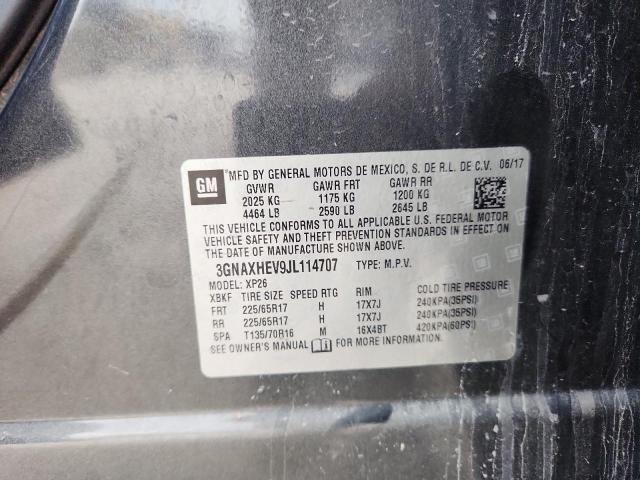 GM
MFD BY GENERAL MOTORS DE MEXICO, S. DE R.L. DE C.V. 06/17
GVWR GAWR FRT GAWR RR
2025 KG 1175 KG 1200 KG
4464 LB 2590 LB 2645 LB
THIS VEHICLE CONFORMS TO ALL APPLICABLE U.S. FEDERAL MOTOR
VEHICLE SAFETY AND THEFT PREVENTION STANDARDS IN EFFECT ON
THE DATE OF MANUFACTURE SHOWN ABOVE.
3GNAXHEV9JL114707 TYPE: M.P.V.
MODEL: XP26
XBKF TIRE SIZE SPEED RTG RIM COLD TIRE PRESSURE
FRT 225/65R17 H 17X7J 240KPA(35PSI)
RR 225/65R17 H 17X7J 240KPA(35PSI)
SPA T135/70R16 M 16X4BT 420KPA(60PSI)
SEE OWNER'S MANUAL FOR MORE INFORMATION